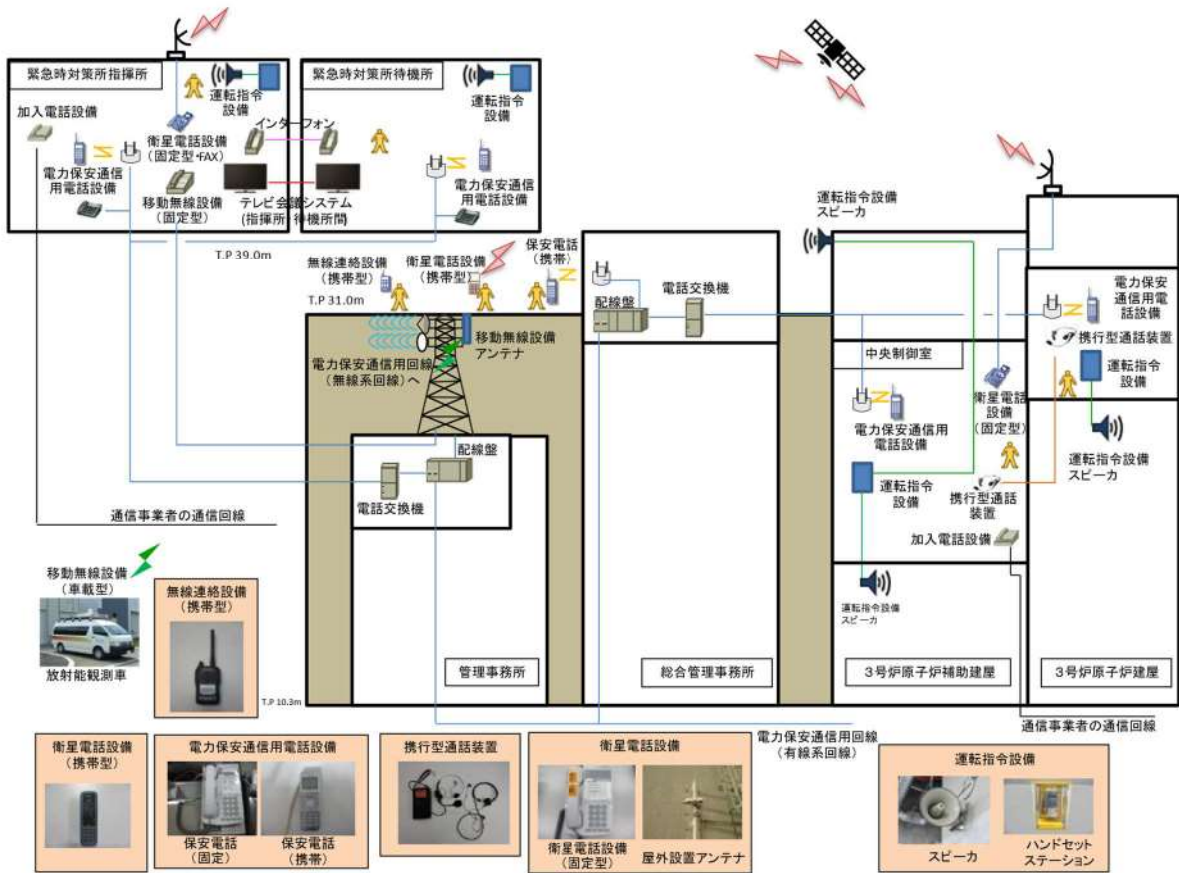 緊急時対策所指揮所
加入電話設備
電力保安通信
用電話設備
衛星電話設備
(固定型・FAX)
移動無線設備
(固定型)
運転指令
設備
インターフォン
テレビ会議システム
(指揮所・待機所間)
緊急時対策所待機所
運転指令
設備
電力保安通信
用電話設備
T.P 39.0m
無線連絡設備
(携帯型)
衛星電話設備
(携帯型)
保安電話
(携帯)
T.P 31.0m
移動無線設備
アンテナ
電力保安通信用回線
(無線系回線)へ
配線盤
電話交換機
配線盤
電話交換機
管理事務所
総合管理事務所
運転指令設備
スピーカ
中央制御室
電力保安通信用
電話設備
運転指令
設備
運転指令設備
スピーカ
衛星電話
設備
(固定型)
携行型通話
装置
加入電話設備
3号炉原子炉補助建屋
電力保安
通信用電
話設備
携行型通話装置
運転指令
設備
運転指令設備
スピーカ
3号炉原子炉建屋
通信事業者の通信回線
通信事業者の通信回線
電力保安通信用回線
(有線系回線)
T.P 10.3m
移動無線設備
(車載型)
放射能観測車
無線連絡設備
(携帯型)
衛星電話設備
(携帯型)
電力保安通信用電話設備
保安電話
(固定)
保安電話
(携帯)
携行型通話装置
衛星電話設備
衛星電話設備
(固定型)
屋外設置アンテナ
運転指令設備
スピーカ
ハンドセット
ステーション